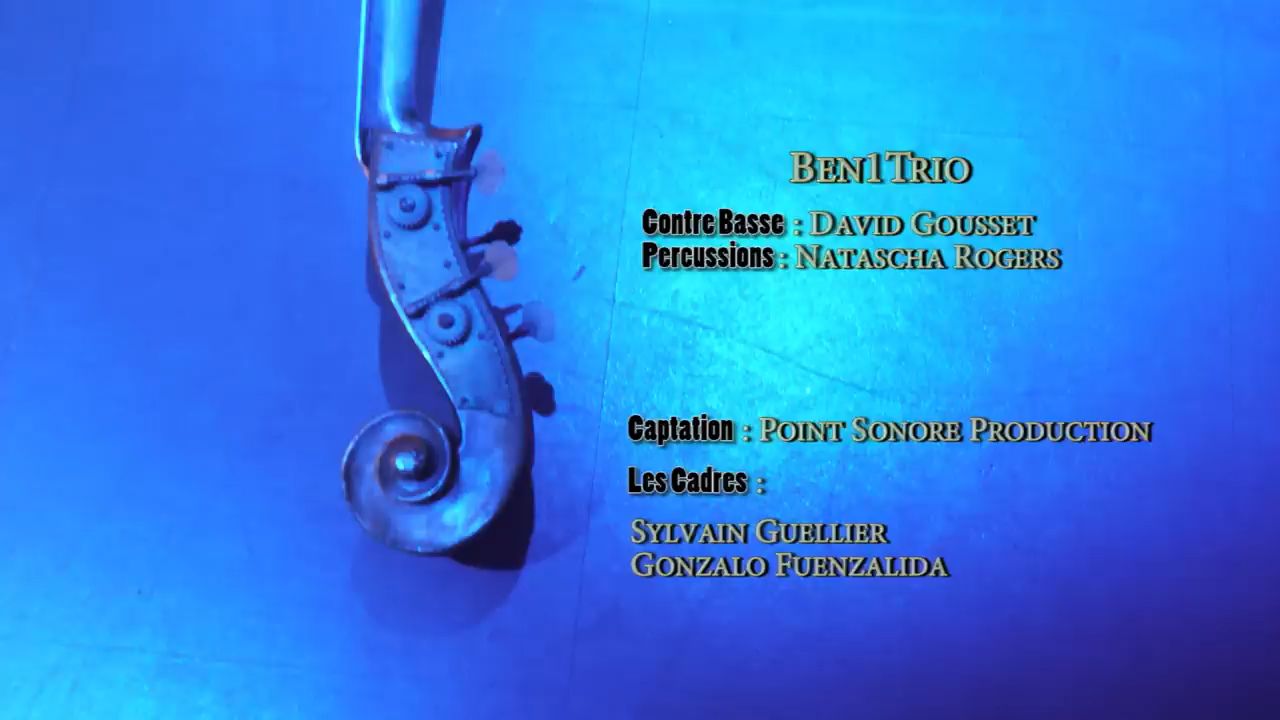 Ben1Trio
Contre Basse : David Gousset
Percussions : Natascha Rogers
Captation : Point Sonore Production
Les Cadres :
Sylvain Guellier
Gonzalo Fuenzalida